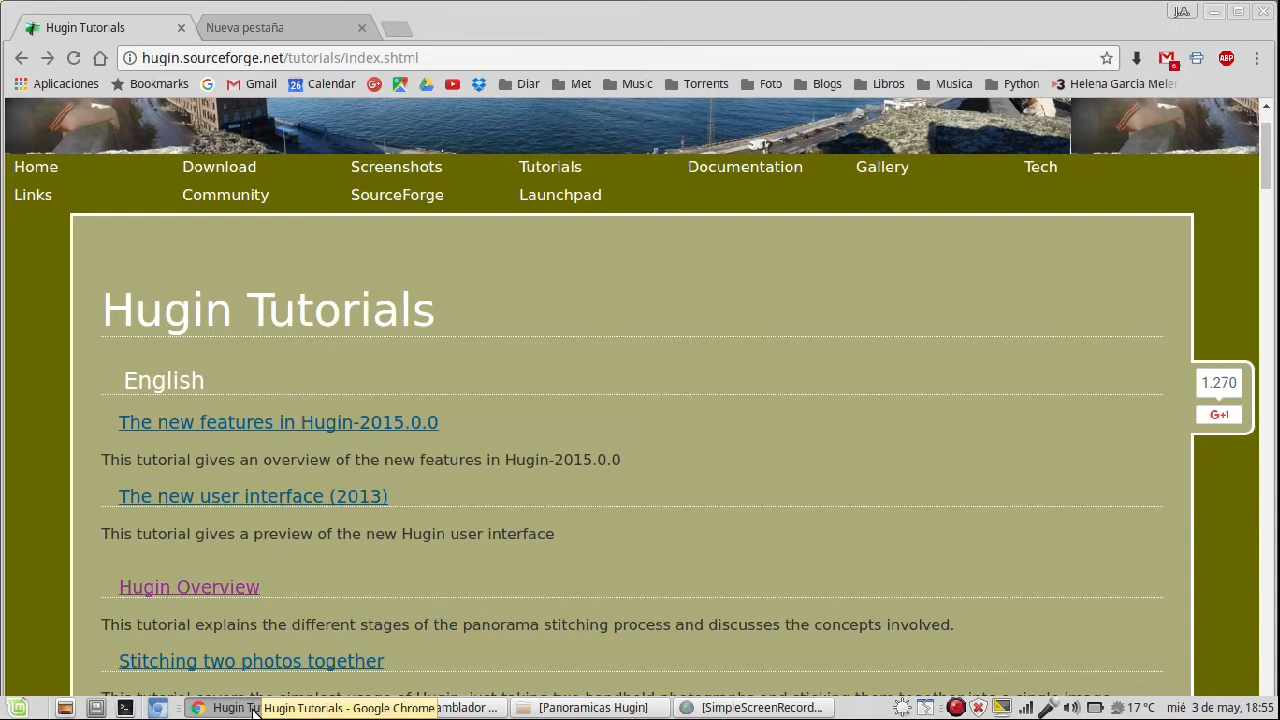 Hugin Tutorials
Nueva pestaña
hugin.sourceforge.net/tutorials/index.shtml
Aplicaciones Bookmarks Gmail 26 Calendar Diar Met Music Torrents Foto Blogs Libros Musica Python Helena Garcia Meler
Home Download Screenshots Tutorials Documentation Gallery Tech
Links Community SourceForge Launchpad
Hugin Tutorials
English
1.270
G+1
The new features in Hugin-2015.0.0
This tutorial gives an overview of the new features in Hugin-2015.0.0
The new user interface (2013)
This tutorial gives a preview of the new Hugin user interface
Hugin Overview
This tutorial explains the different stages of the panorama stitching process and discusses the concepts involved.
Stitching two photos together
Hugin Tu Hugin Tutorials - Google Chrome amblador ... [Panoramicas Hugin] [SimpleScreenRecord... 17 °C mié 3 de may, 18:55